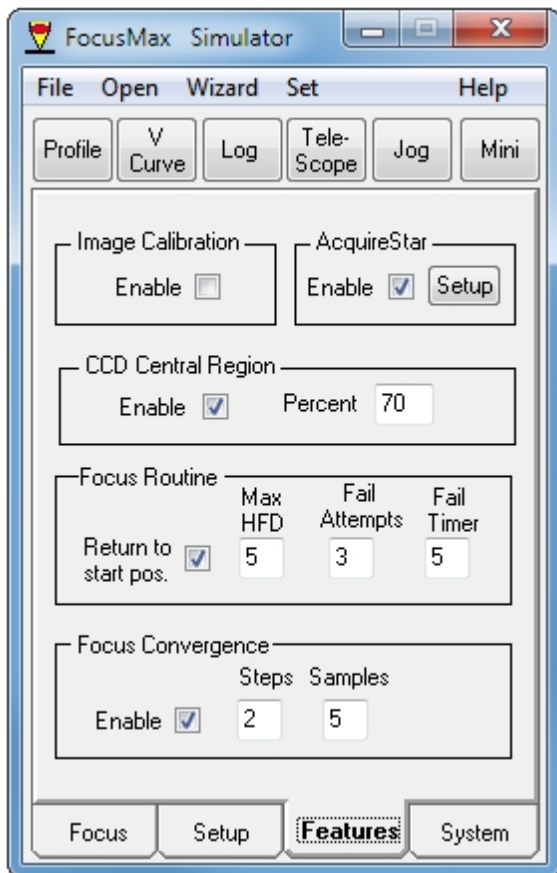 FocusMax Simulator
File Open Wizard Set Help
Profile
V
Curve
Log
Tele-
Scope
Jog
Mini
Image Calibration
Enable
AcquireStar
Enable
Setup
CCD Central Region
Enable
Percent 70
Focus Routine
Return to
start pos.
Max
HFD
5
Fail
Attempts
3
Fail
Timer
5
Focus Convergence
Enable
Steps Samples
2 5
Focus Setup Features System